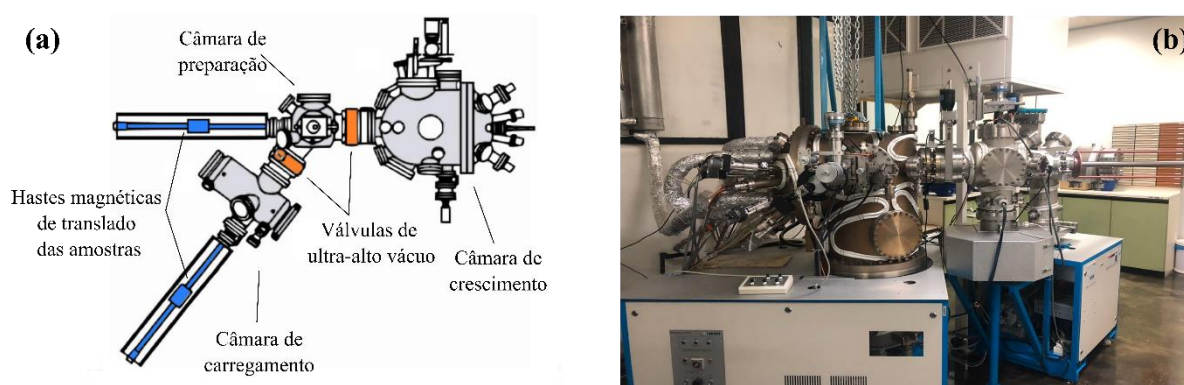 (a)
Câmara de
preparação
Hastes magnéticas
de translado
das amostras
Válvulas de
ultra-alto vácuo
Câmara de
crescimento
Câmara de
carregamento
(b)